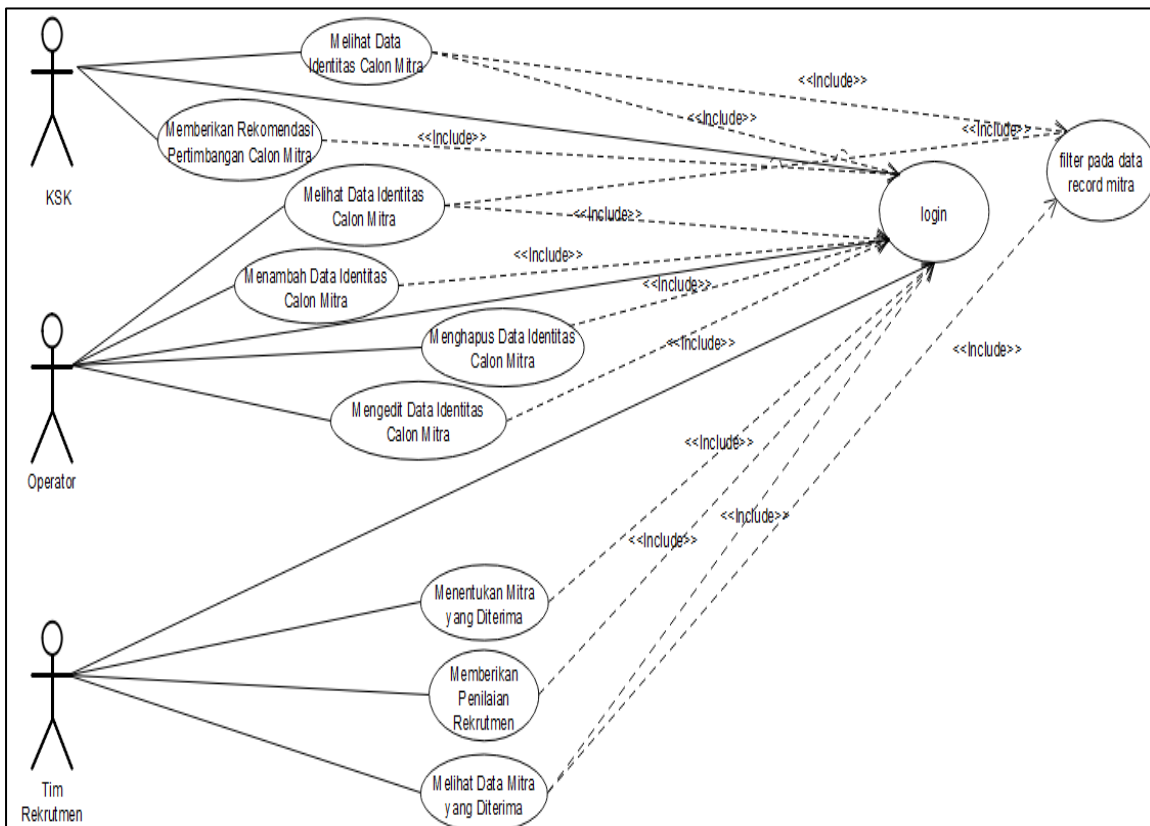 Melihat Data
Identitas Calon Mitra
<<Include>>
<<Include>>
<<Include>>
Memberikan Rekomendasi
Pertimbangan Calon Mitra
<<Include>>
filter pada data
record mitra
KSK
Melihat Data Identitas
Calon Mitra
<<Include>>
login
<<Include>>
Menambah Data Identitas
Calon Mitra
<<Include>>
Menghapus Data Identitas
Calon Mitra
<<Include>>
<<Include>>
Mengedit Data Identitas
Calon Mitra
Operator
<<Include>>
<<Include>>
<<Include>>
Menentukan Mitra
yang Diterima
Memberikan
Penilaian
Rekrutmen
Melihat Data Mitra
yang Diterima
Tim
Rekrutmen